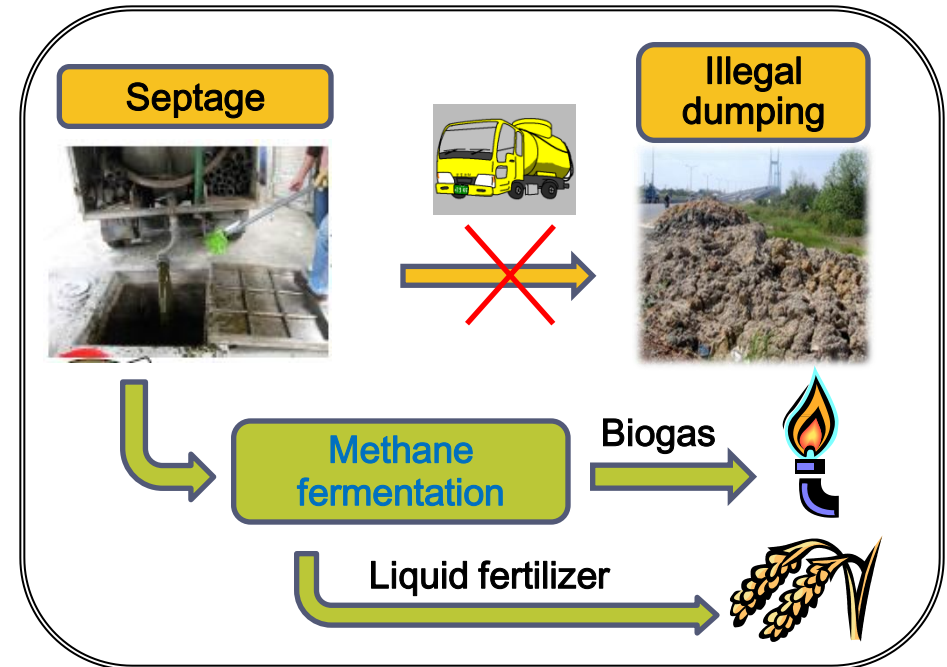 Septage
Illegal
dumping
Methane
fermentation
Biogas
Liquid fertilizer